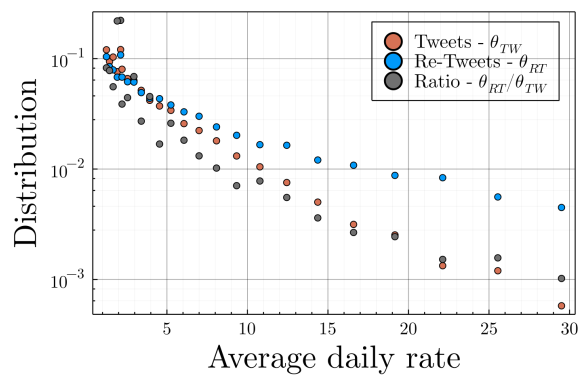 Tweets - θ_TW
Re-Tweets - θ_RT
Ratio - θ_RT/θ_TW
10⁻¹
10⁻²
10⁻³
Distribution
5 10 15 20 25 30
Average daily rate